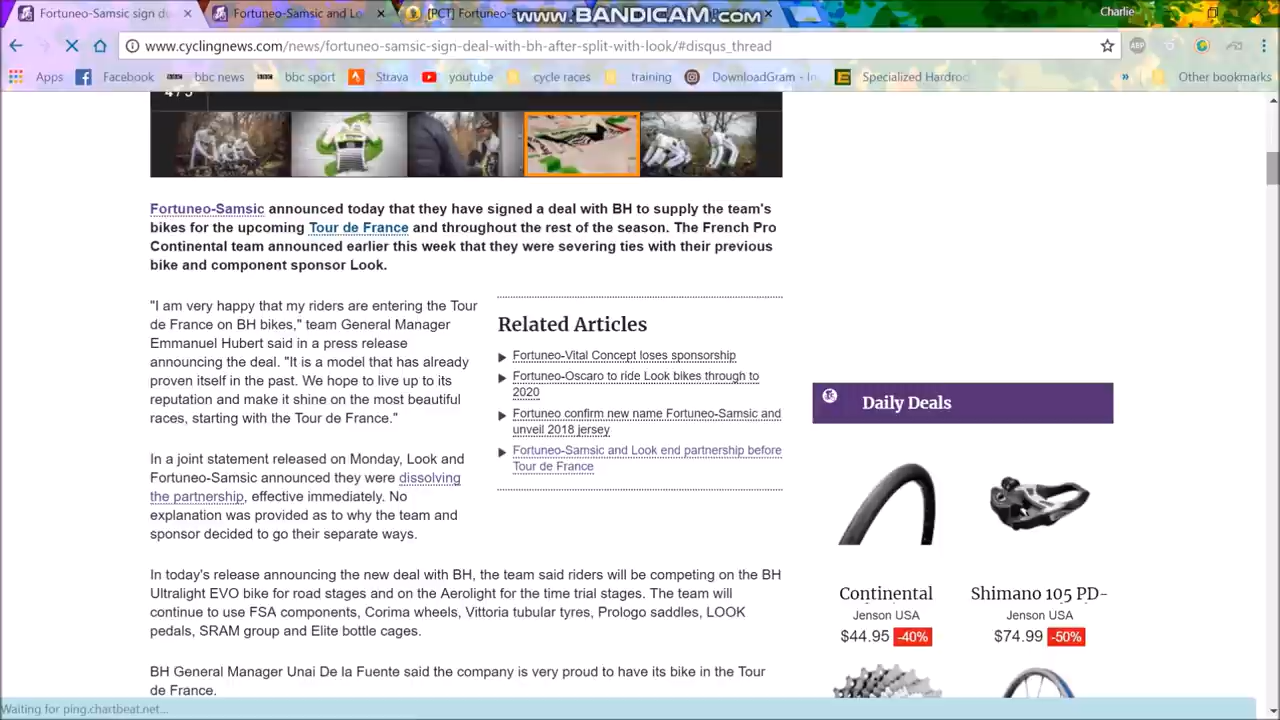 Fortuneo-Samsic sign d
Fortuneo-Samsic and Lo
[PCT] Fortuneo-S
www.BANDICAM.com
Charlie
www.cyclingnews.com/news/fortuneo-samsic-sign-deal-with-bh-after-split-with-look/#disqus_thread
ABP
Apps
Facebook
bbc news
bbc sport
Strava
youtube
cycle races
training
DownloadGram - In
Specialized Hardroc
»
Other bookmarks
4 / 5
Fortuneo-Samsic announced today that they have signed a deal with BH to supply the team's
bikes for the upcoming Tour de France and throughout the rest of the season. The French Pro
Continental team announced earlier this week that they were severing ties with their previous
bike and component sponsor Look.
"I am very happy that my riders are entering the Tour
de France on BH bikes," team General Manager
Emmanuel Hubert said in a press release
announcing the deal. "It is a model that has already
proven itself in the past. We hope to live up to its
reputation and make it shine on the most beautiful
races, starting with the Tour de France."
Related Articles
Fortuneo-Vital Concept loses sponsorship
Fortuneo-Oscaro to ride Look bikes through to
2020
Fortuneo confirm new name Fortuneo-Samsic and
unveil 2018 jersey
Fortuneo-Samsic and Look end partnership before
Tour de France
In a joint statement released on Monday, Look and
Fortuneo-Samsic announced they were dissolving
the partnership, effective immediately. No
explanation was provided as to why the team and
sponsor decided to go their separate ways.
In today's release announcing the new deal with BH, the team said riders will be competing on the BH
Ultralight EVO bike for road stages and on the Aerolight for the time trial stages. The team will
continue to use FSA components, Corima wheels, Vittoria tubular tyres, Prologo saddles, LOOK
pedals, SRAM group and Elite bottle cages.
BH General Manager Unai De la Fuente said the company is very proud to have its bike in the Tour
de France.
Daily Deals
Continental
Jenson USA
$44.95 -40%
Shimano 105 PD-
Jenson USA
$74.99 -50%
Waiting for ping.chartbeat.net...